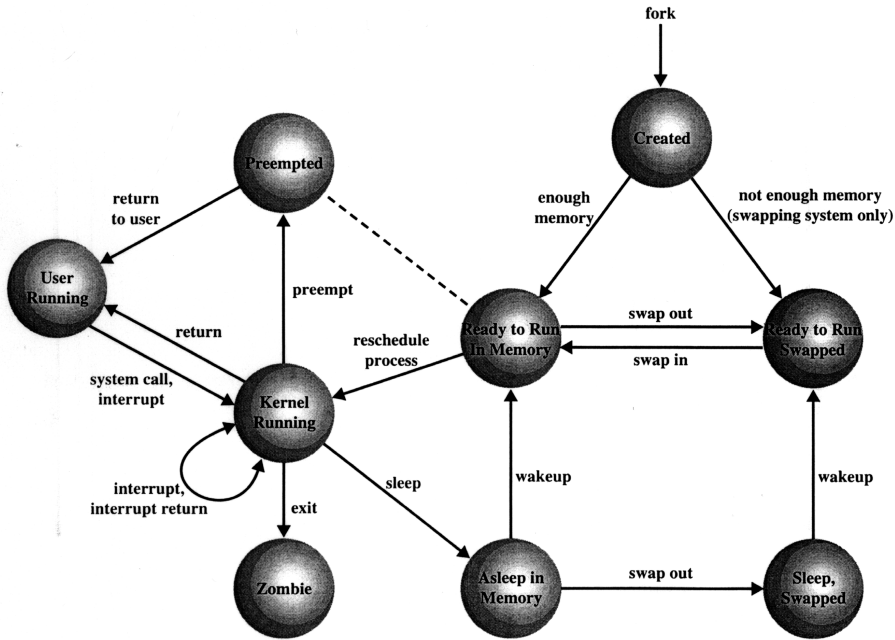 fork
Created
Preempted
enough
memory
not enough memory
(swapping system only)
return
to user
User
Running
preempt
return
Ready to Run
In Memory
swap out
swap in
Ready to Run
Swapped
reschedule
process
system call,
interrupt
Kernel
Running
interrupt,
interrupt return
sleep
wakeup
wakeup
exit
Zombie
Asleep in
Memory
swap out
Sleep,
Swapped